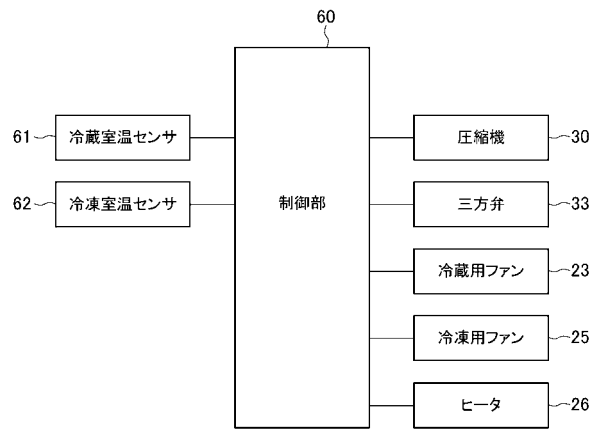 60
61 冷蔵室温センサ
62 冷凍室温センサ
制御部
圧縮機 30
三方弁 33
冷蔵用ファン 23
冷凍用ファン 25
ヒータ 26